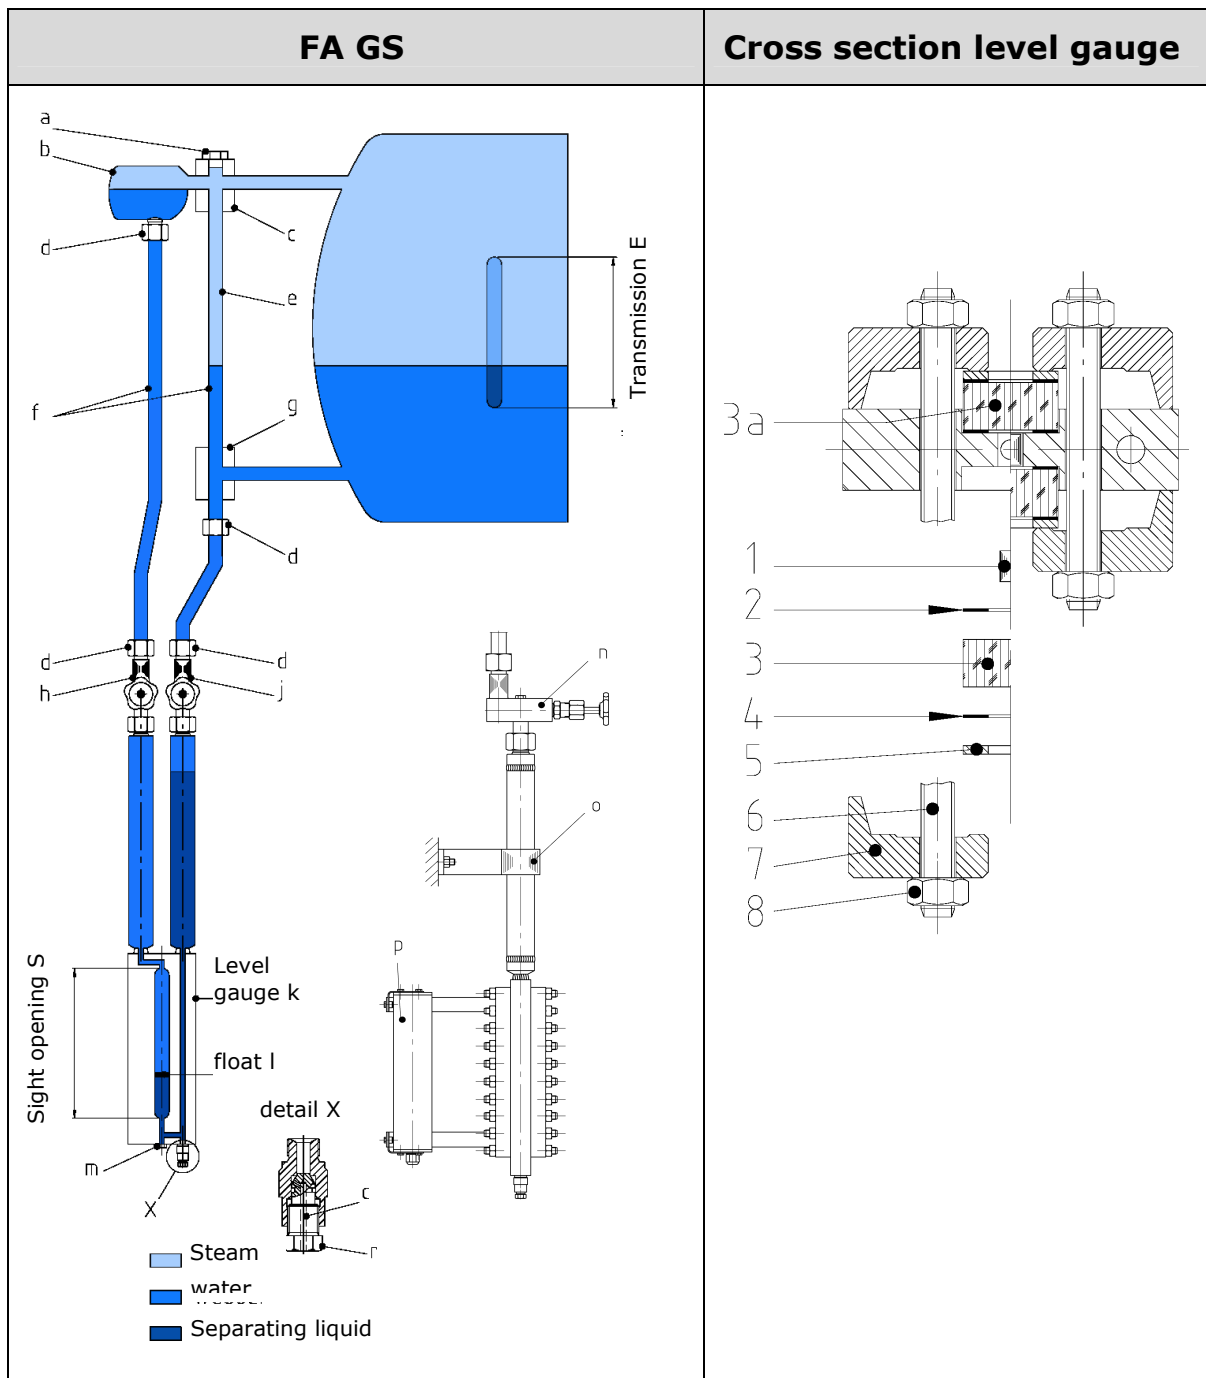 FA GS
Cross section level gauge
a
b
c
d
e
f
g
d
Transmission E
d
d
h
j
n
o
p
Sight opening S
Level
gauge k
float l
detail X
m
X
Steam
water
Separating liquid
3a
1
2
3
4
5
6
7
8